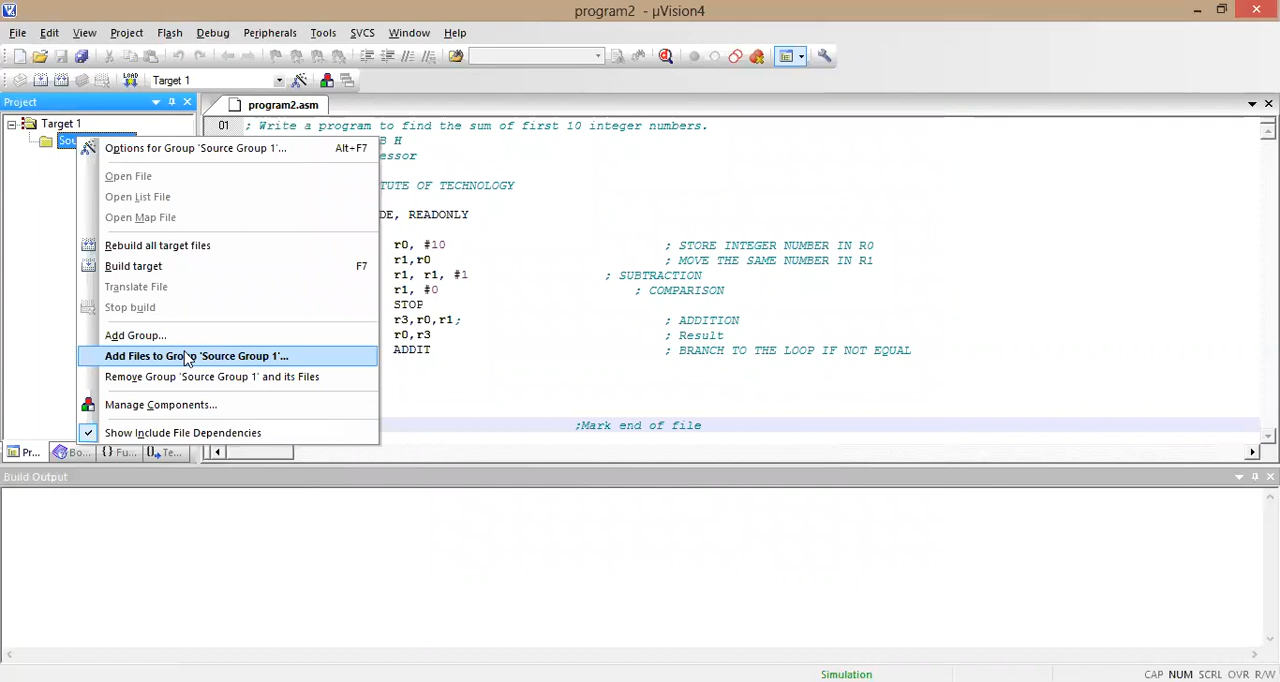 program2 - µVision4
File Edit View Project Flash Debug Peripherals Tools SVCS Window Help
LOAD Target 1
Project
program2.asm
Target 1
01 ; Write a program to find the sum of first 10 integer numbers.
Sou
B H
Options for Group 'Source Group 1'... Alt+F7
essor
Open File
TUTE OF TECHNOLOGY
Open List File
Open Map File
DE, READONLY
Rebuild all target files
r0, #10 ; STORE INTEGER NUMBER IN R0
r1,r0 ; MOVE THE SAME NUMBER IN R1
Build target F7
r1, r1, #1 ; SUBTRACTION
Translate File
r1, #0 ; COMPARISON
Stop build
STOP
r3,r0,r1; ; ADDITION
Add Group...
r0,r3 ; Result
Add Files to Group 'Source Group 1'...
ADDIT ; BRANCH TO THE LOOP IF NOT EQUAL
Remove Group 'Source Group 1' and its Files
Manage Components...
;Mark end of file
Show Include File Dependencies
Pr... Bo... {} Fu... Te...
Build Output
Simulation CAP NUM SCRL OVR R/W